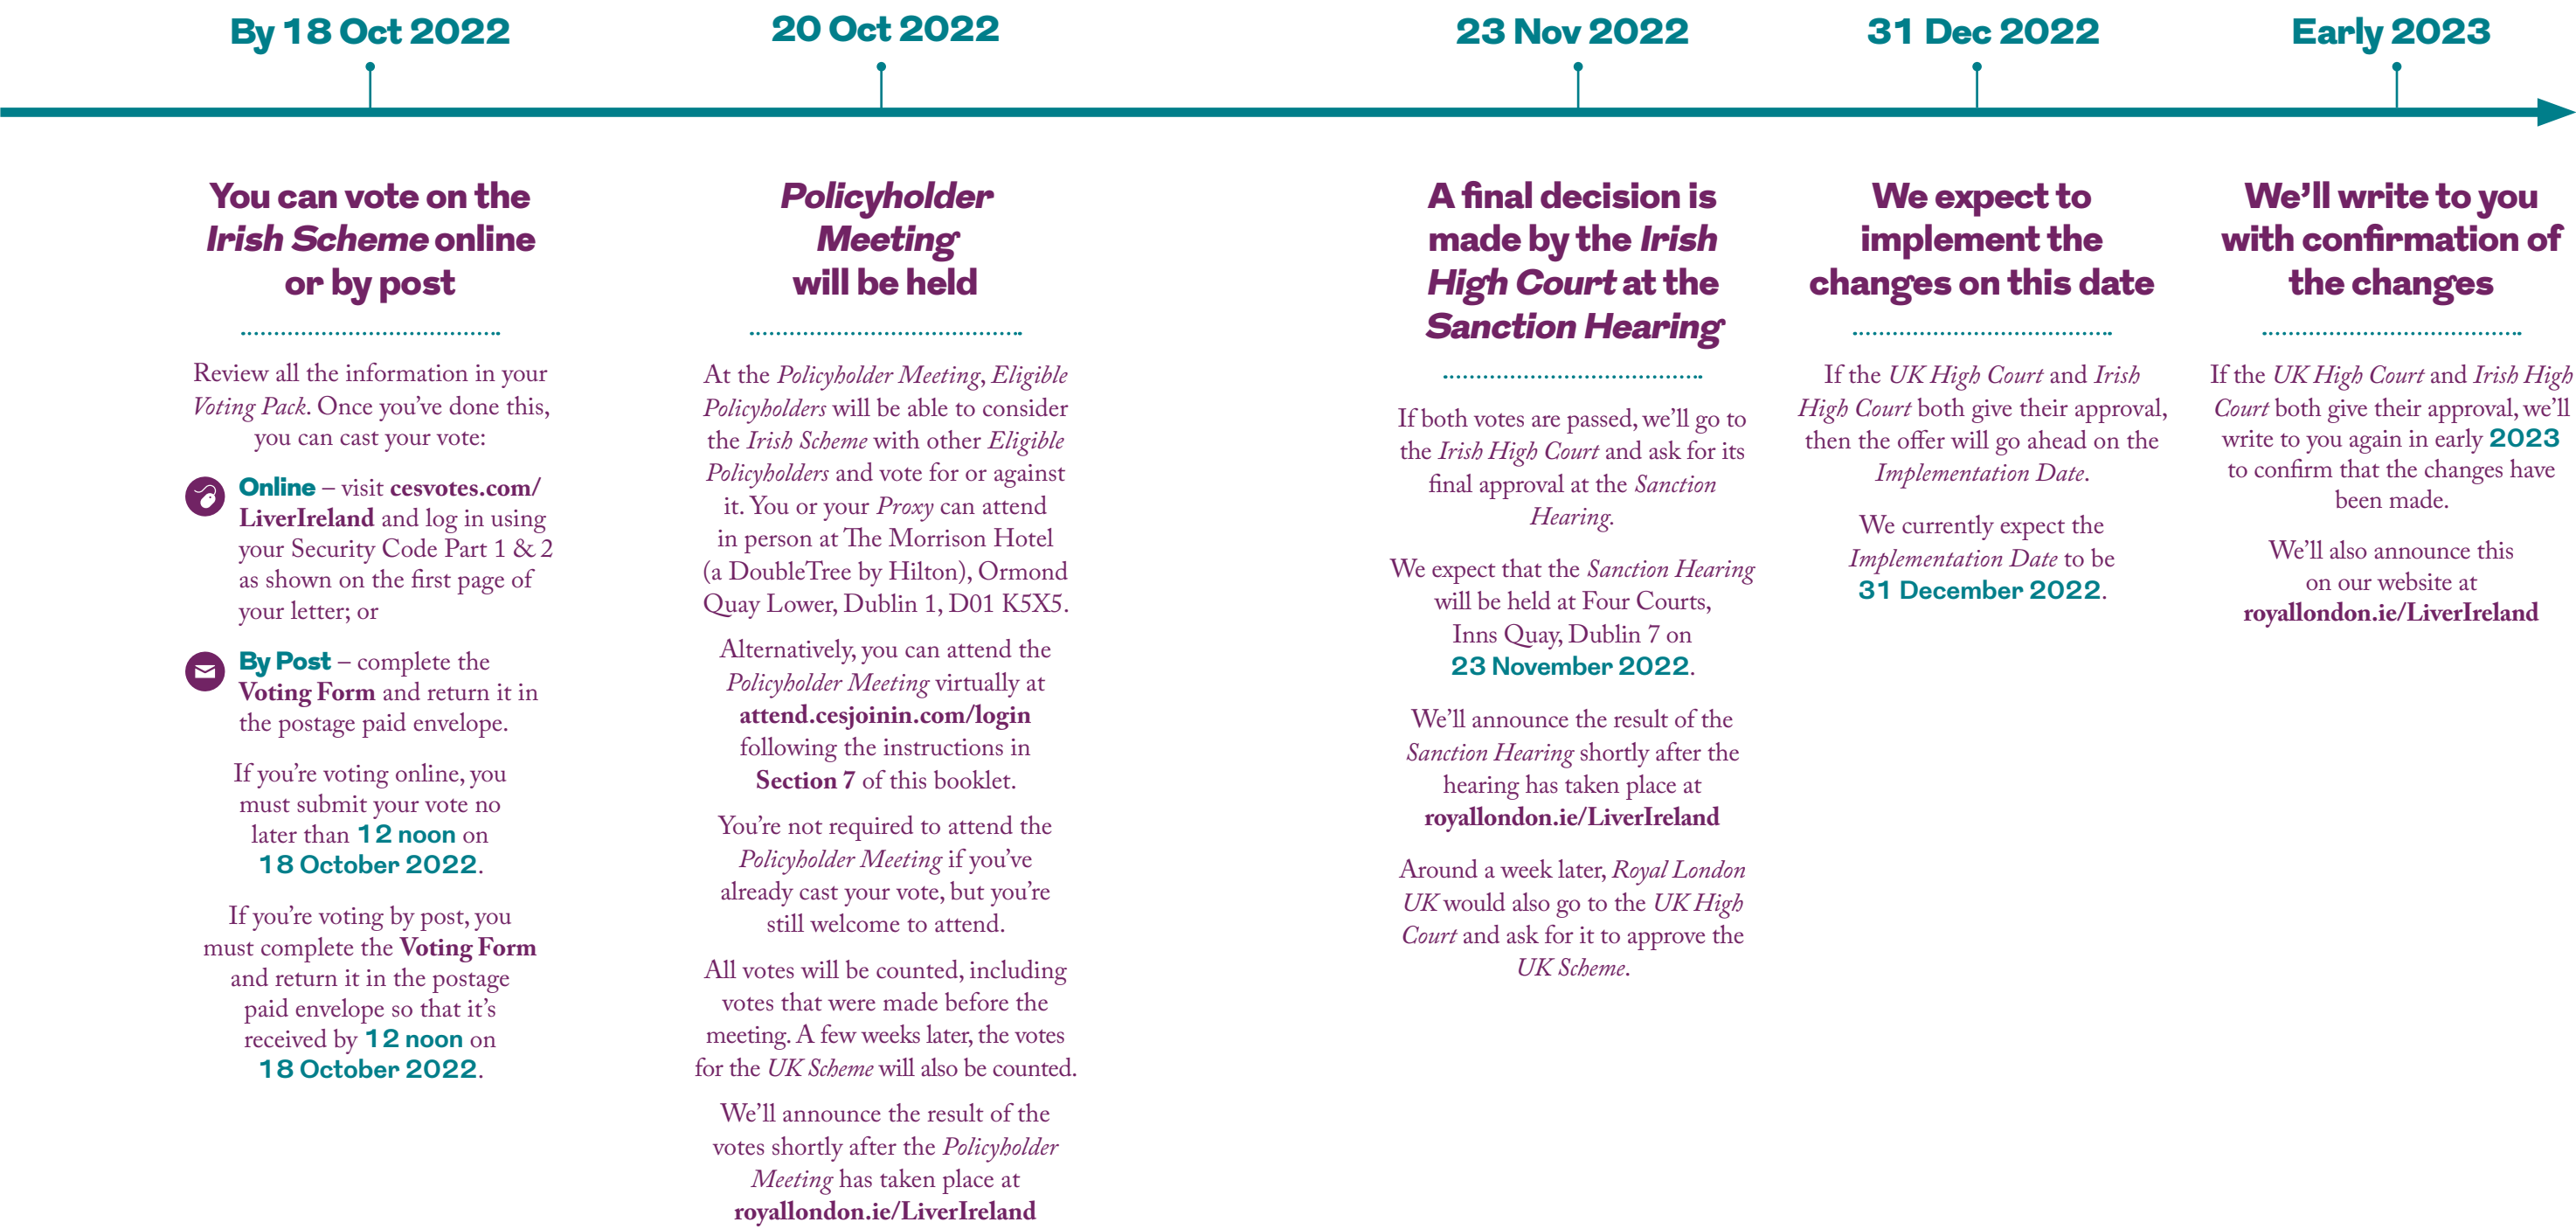 By 18 Oct 2022
You can vote on the
Irish Scheme online
or by post
Review all the information in your
Voting Pack. Once you’ve done this,
you can cast your vote:
Online – visit cesvotes.com/
LiverIreland and log in using
your Security Code Part 1 & 2
as shown on the first page of
your letter; or
By Post – complete the
Voting Form and return it in
the postage paid envelope.
If you’re voting online, you
must submit your vote no
later than 12 noon on
18 October 2022.
If you’re voting by post, you
must complete the Voting Form
and return it in the postage
paid envelope so that it’s
received by 12 noon on
18 October 2022.
20 Oct 2022
Policyholder
Meeting
will be held
At the Policyholder Meeting, Eligible
Policyholders will be able to consider
the Irish Scheme with other Eligible
Policyholders and vote for or against
it. You or your Proxy can attend
in person at The Morrison Hotel
(a DoubleTree by Hilton), Ormond
Quay Lower, Dublin 1, D01 K5X5.
Alternatively, you can attend the
Policyholder Meeting virtually at
attend.cesjoinin.com/login
following the instructions in
Section 7 of this booklet.
You’re not required to attend the
Policyholder Meeting if you’ve
already cast your vote, but you’re
still welcome to attend.
All votes will be counted, including
votes that were made before the
meeting. A few weeks later, the votes
for the UK Scheme will also be counted.
We’ll announce the result of the
votes shortly after the Policyholder
Meeting has taken place at
royallondon.ie/LiverIreland
23 Nov 2022
A final decision is
made by the Irish
High Court at the
Sanction Hearing
If both votes are passed, we’ll go to
the Irish High Court and ask for its
final approval at the Sanction
Hearing.
We expect that the Sanction Hearing
will be held at Four Courts,
Inns Quay, Dublin 7 on
23 November 2022.
We’ll announce the result of the
Sanction Hearing shortly after the
hearing has taken place at
royallondon.ie/LiverIreland
Around a week later, Royal London
UK would also go to the UK High
Court and ask for it to approve the
UK Scheme.
31 Dec 2022
We expect to
implement the
changes on this date
If the UK High Court and Irish
High Court both give their approval,
then the offer will go ahead on the
Implementation Date.
We currently expect the
Implementation Date to be
31 December 2022.
Early 2023
We’ll write to you
with confirmation of
the changes
If the UK High Court and Irish High
Court both give their approval, we’ll
write to you again in early 2023
to confirm that the changes have
been made.
We’ll also announce this
on our website at
royallondon.ie/LiverIreland